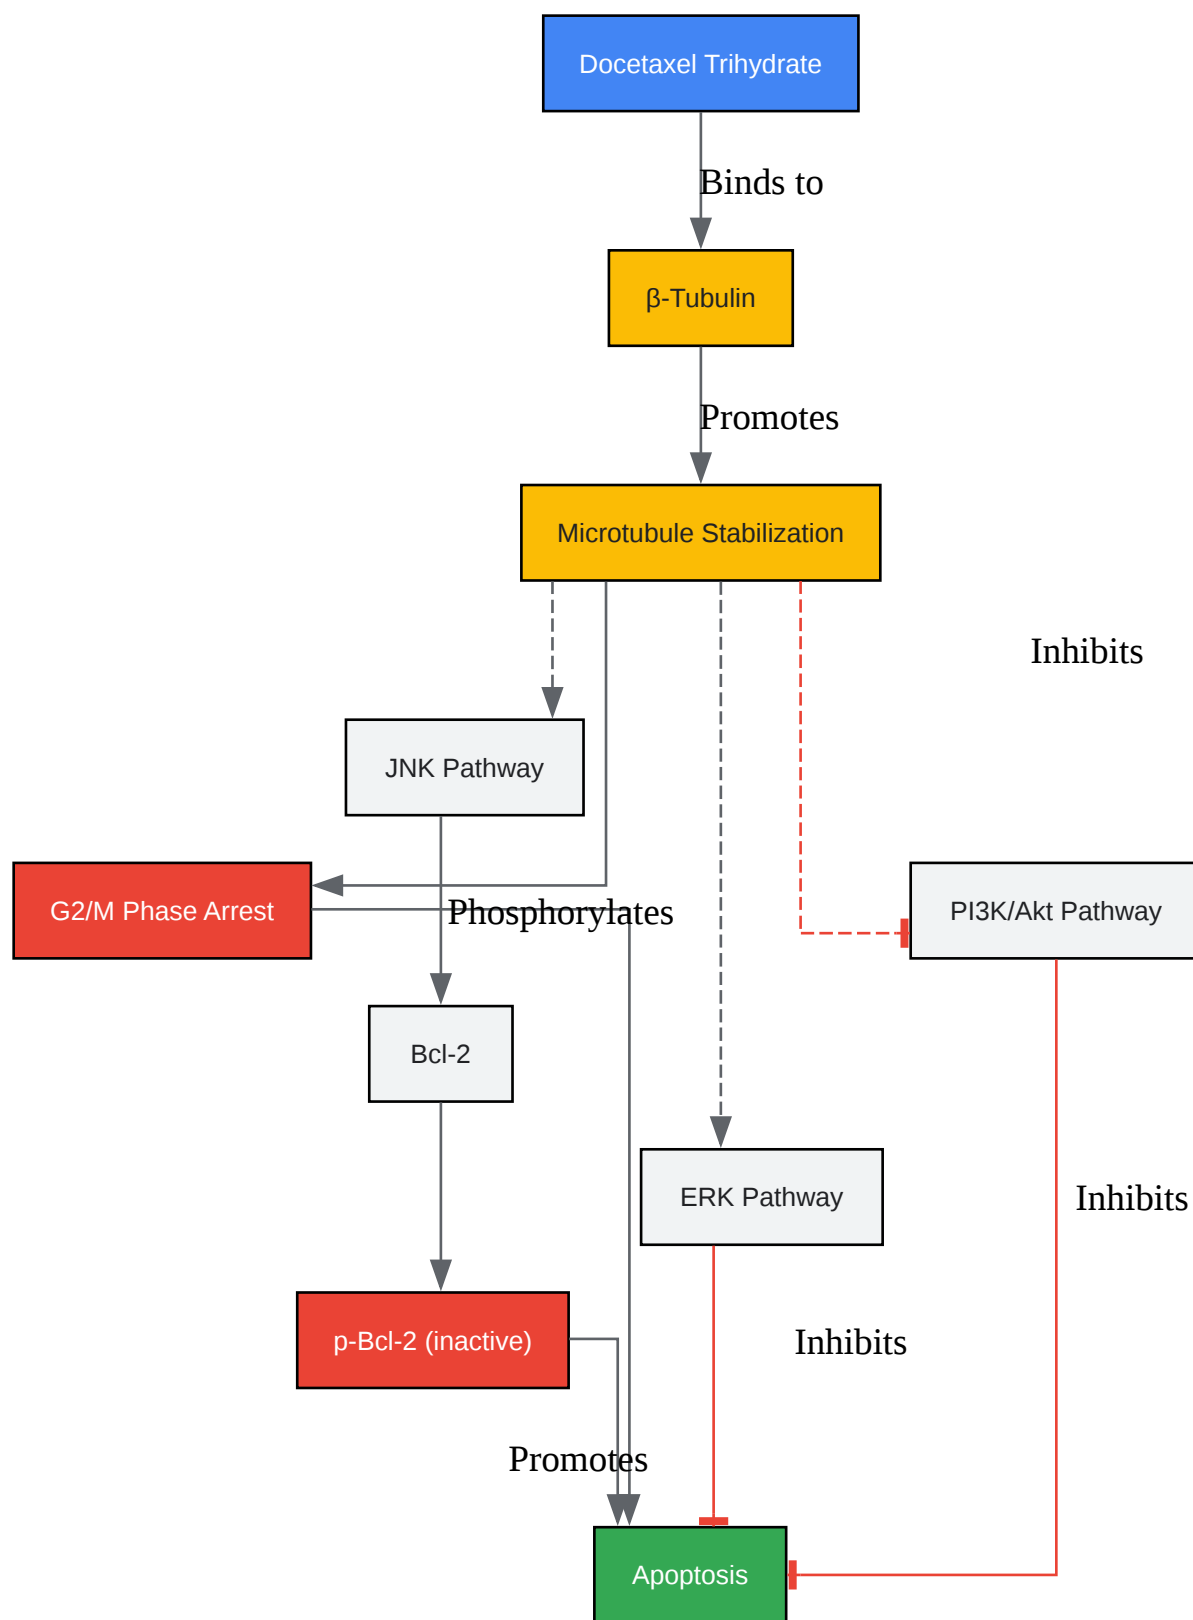 Docetaxel Trihydrate
Binds to
β-Tubulin
Promotes
Microtubule Stabilization
Inhibits
JNK Pathway
G2/M Phase Arrest
Phosphorylates
PI3K/Akt Pathway
Bcl-2
ERK Pathway
Inhibits
p-Bcl-2 (inactive)
Inhibits
Promotes
Apoptosis